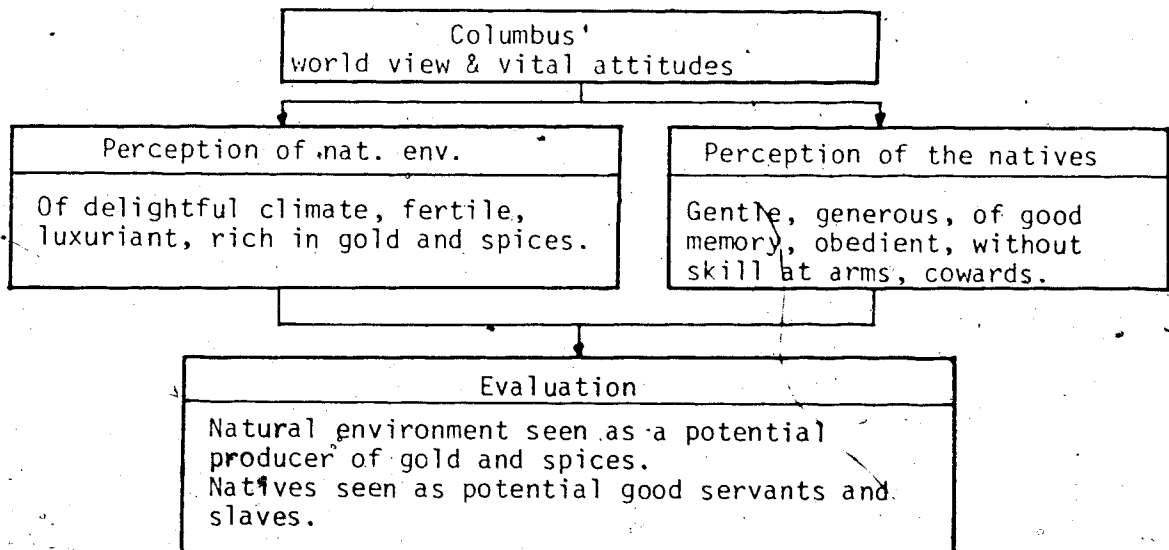 Columbus'
world view & vital attitudes
Perception of nat. env.
Of delightful climate, fertile,
luxuriant, rich in gold and spices.
Perception of the natives
Gentle, generous, of good
memory, obedient, without
skill at arms, cowards.
Evaluation
Natural environment seen as a potential
producer of gold and spices.
Natives seen as potential good servants and
slaves.